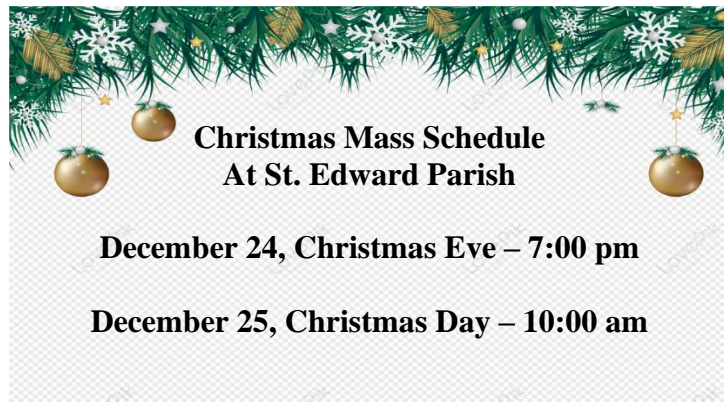 Christmas Mass Schedule
At St. Edward Parish
December 24, Christmas Eve – 7:00 pm
December 25, Christmas Day – 10:00 am